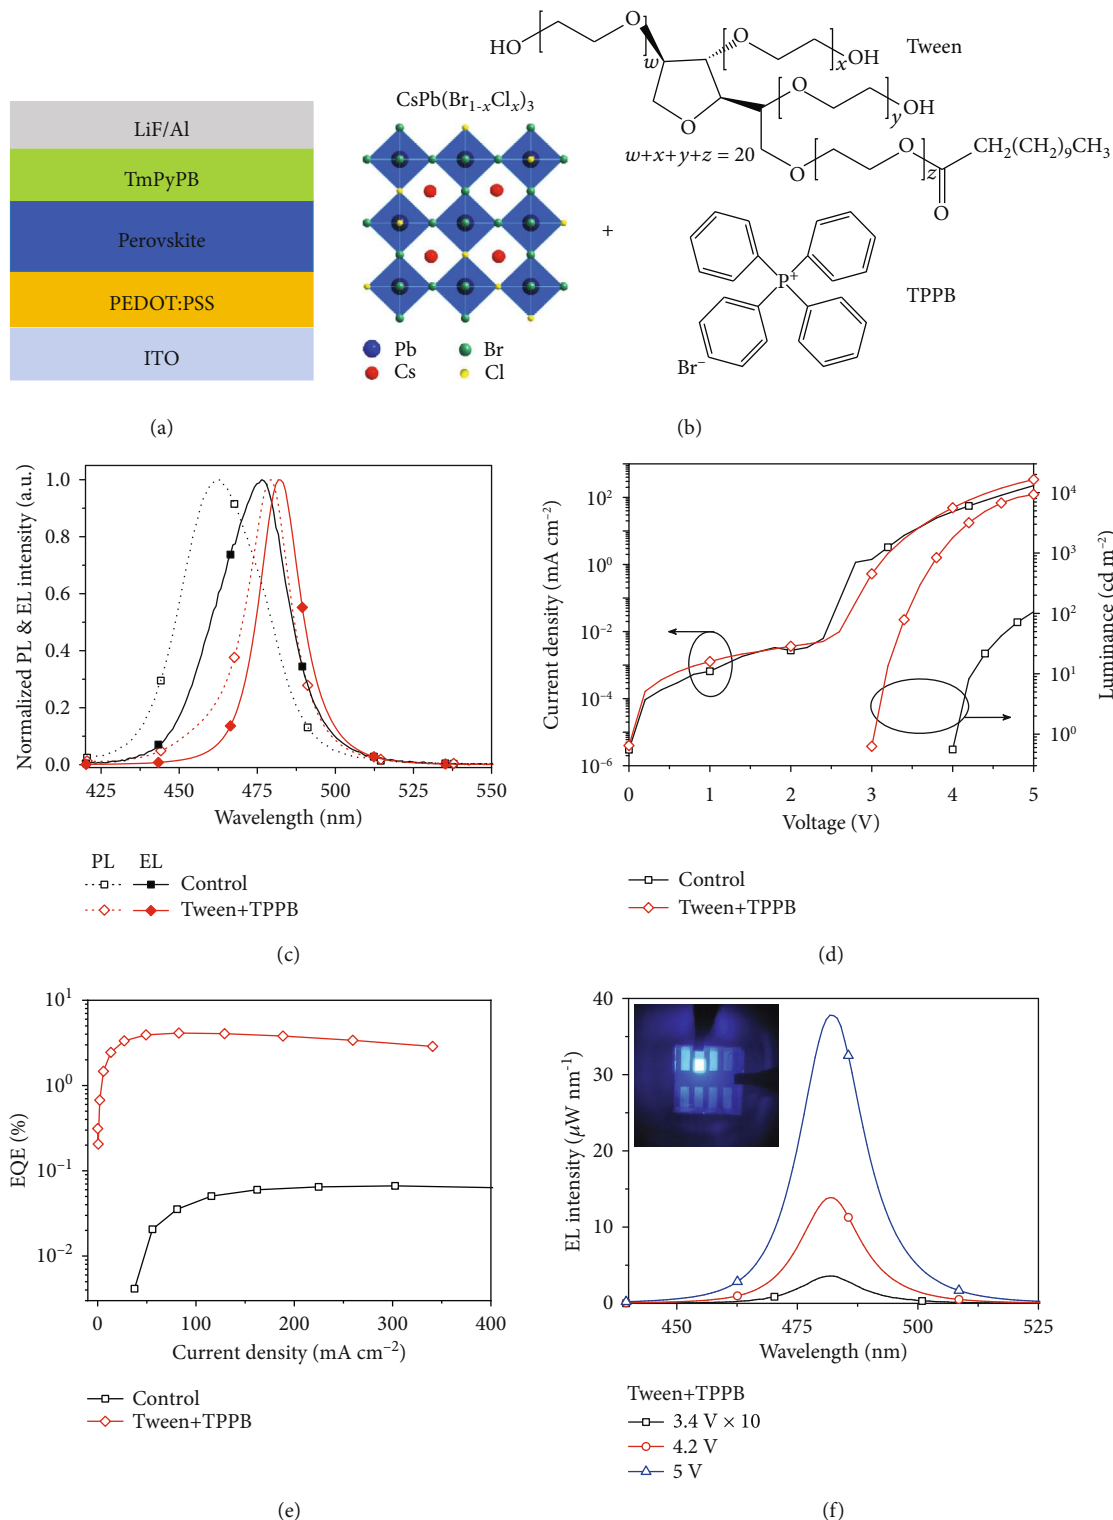 LiF/Al
TmPyPB
Perovskite
PEDOT:PSS
ITO
(a)
CsPb(Br1-xClx)3
Pb
Br
Cs
Cl
HO
O
w
O
x
OH
Tween
O
O
y
OH
w+x+y+z = 20
O
O
z
O
CH2(CH2)9CH3
+
P+
Br−
TPPB
(b)
Normalized PL & EL intensity (a.u.)
1.0
0.8
0.6
0.4
0.2
0.0
425 450 475 500 525 550
Wavelength (nm)
PL EL
Control
Tween+TPPB
(c)
Current density (mA cm−2)
10^2
10^0
10^−2
10^−4
10^−6
0 1 2 3 4 5
Voltage (V)
10^4
10^3
10^2
10^1
10^0
Luminance (cd m−2)
Control
Tween+TPPB
(d)
EQE (%)
10^1
10^0
10^−1
10^−2
0 100 200 300 400
Current density (mA cm−2)
Control
Tween+TPPB
(e)
EL intensity (μW nm−1)
40
30
20
10
0
450 475 500 525
Wavelength (nm)
Tween+TPPB
3.4 V × 10
4.2 V
5 V
(f)